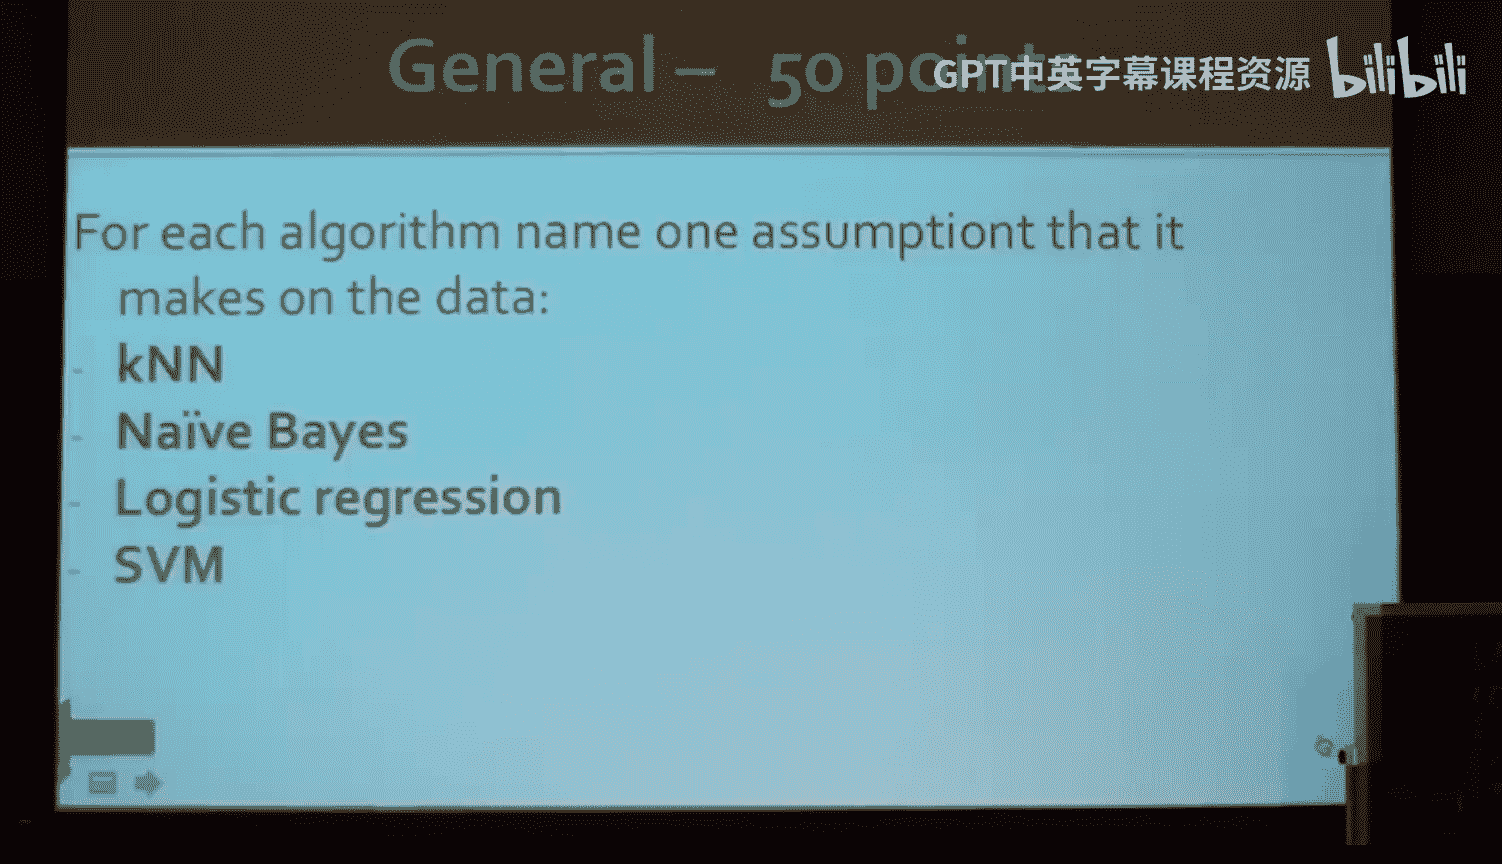 General – 50 points
GPT中英字幕课程资源 bilibili
For each algorithm name one assumptiont that it
makes on the data:
- kNN
- Naïve Bayes
- Logistic regression
- SVM